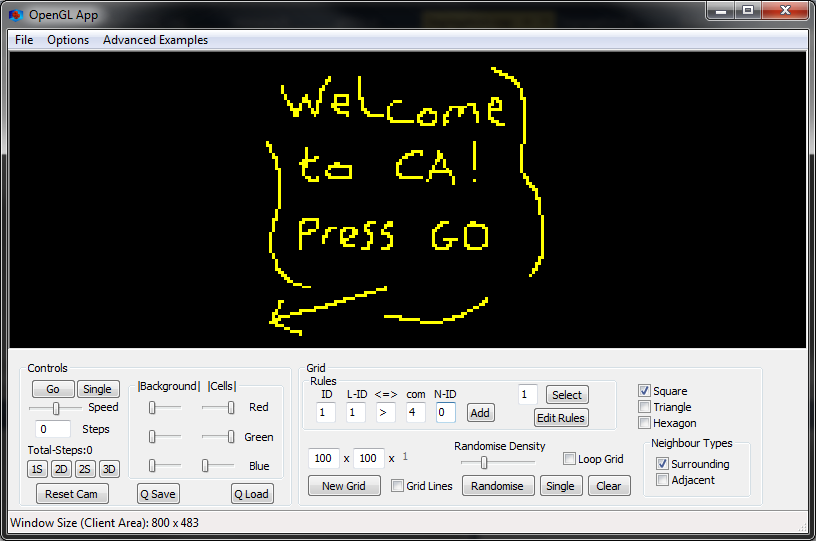 OpenGL App
File Options Advanced Examples
Welcome
to CA!
Press GO
Controls
Go Single
Speed
0 Steps
Total-Steps:0
1S 2D 2S 3D
Reset Cam
|Background| |Cells|
Red
Green
Blue
Q Save Q Load
Grid
Rules
ID L-ID <=> com N-ID
1 1 > 4 0 Add
1 Select
Edit Rules
100 x 100 x 1
Randomise Density
Loop Grid
New Grid Grid Lines Randomise Single Clear
Square
Triangle
Hexagon
Neighbour Types
Surrounding
Adjacent
Window Size (Client Area): 800 x 483